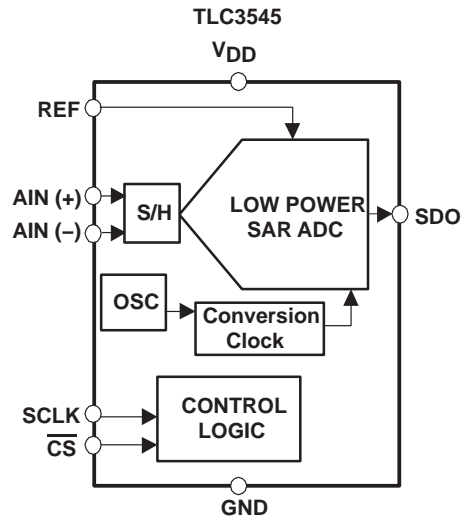 TLC3545
VDD
REF
AIN (+)
AIN (−)
S/H
LOW POWER
SAR ADC
SDO
OSC
Conversion
Clock
SCLK
CS
CONTROL
LOGIC
GND